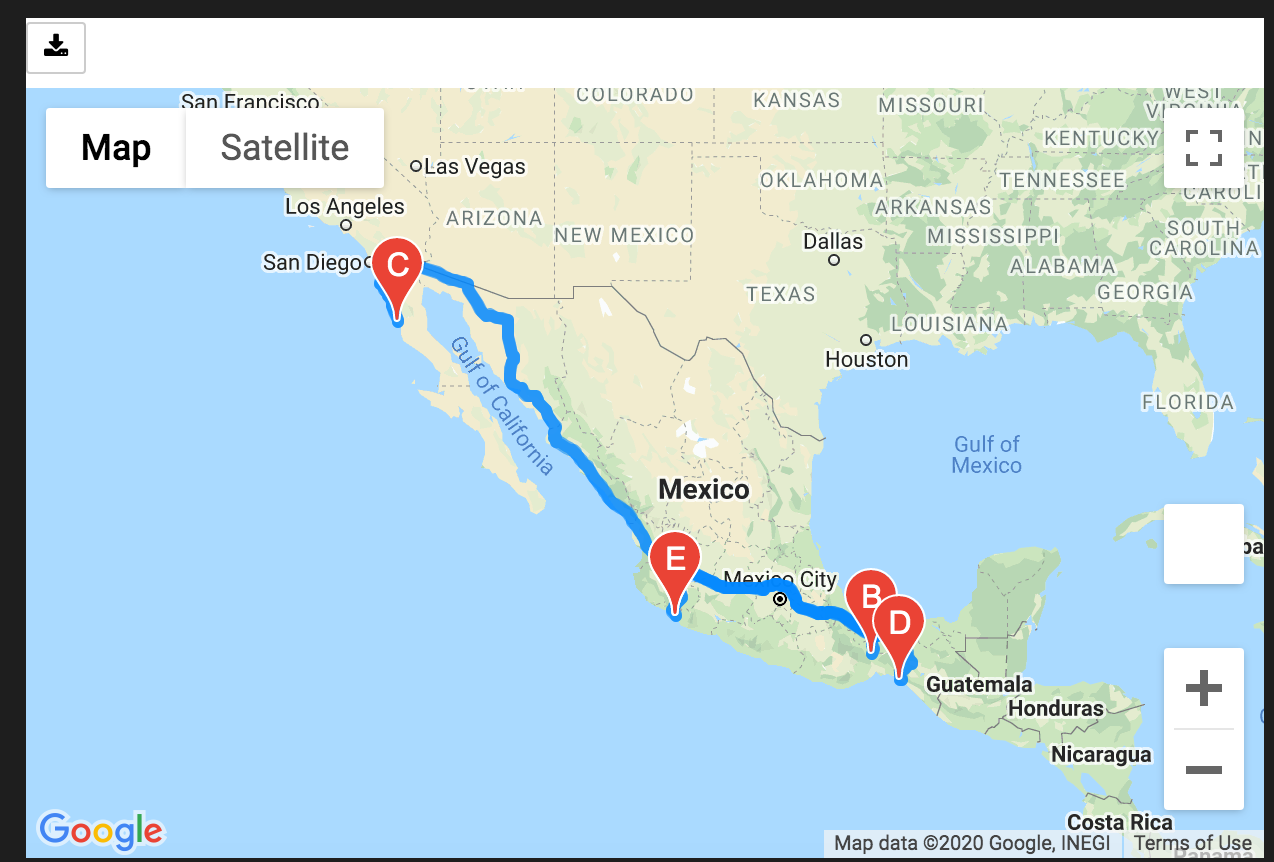 San Francisco
COLORADO
KANSAS
MISSOURI
WEST
VIRGINIA
Map
Satellite
KENTUCKY
Las Vegas
OKLAHOMA
TENNESSEE
Los Angeles
ARIZONA
NEW MEXICO
ARKANSAS
MISSISSIPPI
SOUTH
CAROLINA
San Diego
C
Dallas
ALABAMA
TEXAS
GEORGIA
LOUISIANA
Houston
Gulf of California
FLORIDA
Gulf of
Mexico
Mexico
E
Mexico City
B
D
Guatemala
Honduras
Nicaragua
Costa Rica
Google
Map data ©2020 Google, INEGI
Terms of Use
Panama